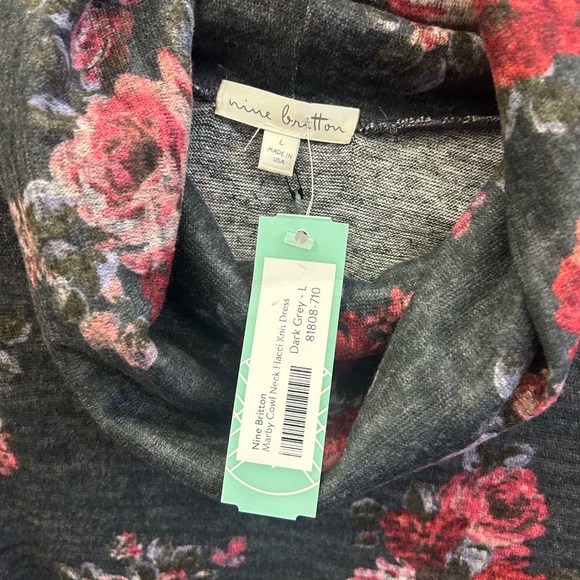 nine britton
L
MADE IN
USA
Nine Britton
Marby Cowl Neck Hacci Knit Dress
Dark Grey - L
81808-710